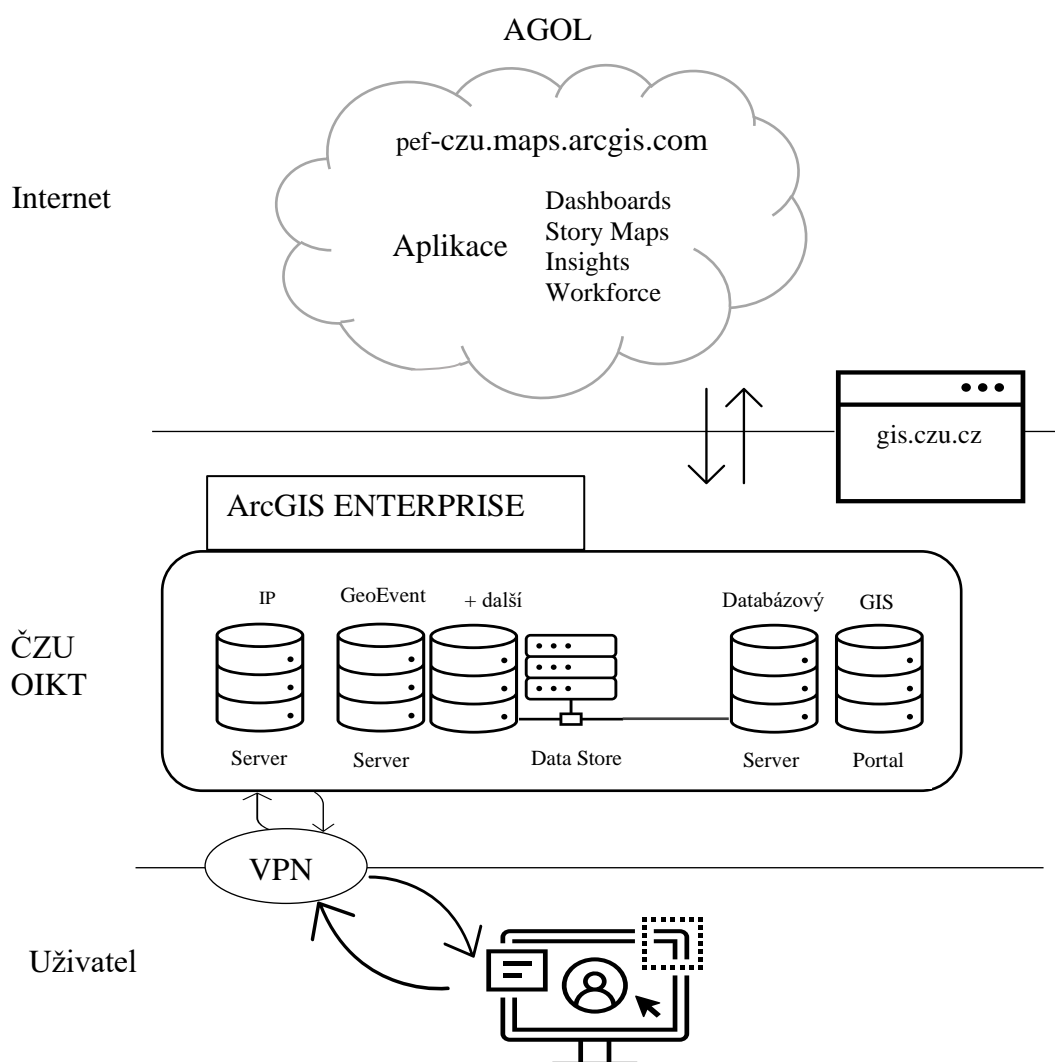 AGOL
pef-czu.maps.arcgis.com
Internet
Aplikace
Dashboards
Story Maps
Insights
Workforce
gis.czu.cz
ArcGIS ENTERPRISE
ČZU
OIKT
IP
GeoEvent
+ další
Databázový
GIS
Server
Server
Data Store
Server
Portal
VPN
Uživatel